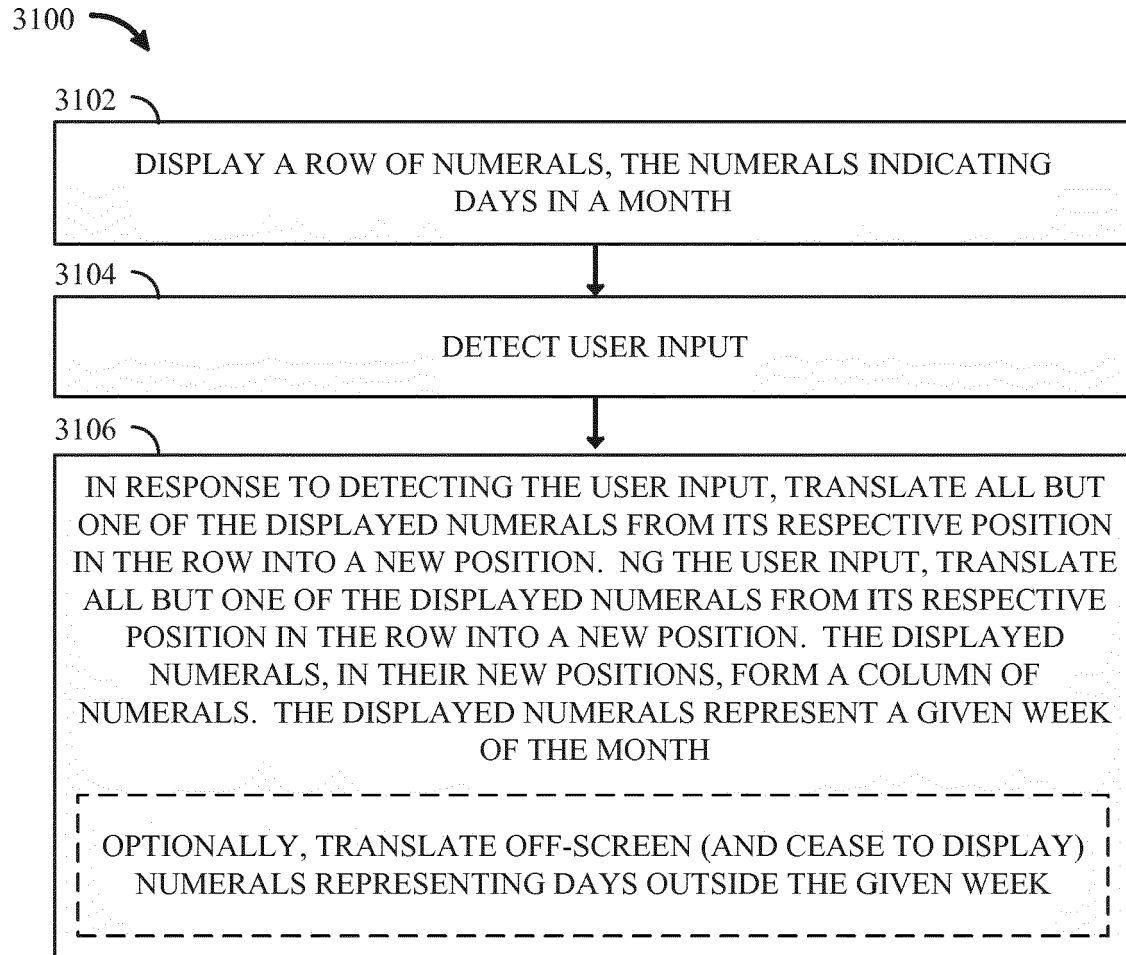 3100
3102
DISPLAY A ROW OF NUMERALS, THE NUMERALS INDICATING
DAYS IN A MONTH
3104
DETECT USER INPUT
3106
IN RESPONSE TO DETECTING THE USER INPUT, TRANSLATE ALL BUT
ONE OF THE DISPLAYED NUMERALS FROM ITS RESPECTIVE POSITION
IN THE ROW INTO A NEW POSITION.  NG THE USER INPUT, TRANSLATE
ALL BUT ONE OF THE DISPLAYED NUMERALS FROM ITS RESPECTIVE
POSITION IN THE ROW INTO A NEW POSITION.  THE DISPLAYED
NUMERALS, IN THEIR NEW POSITIONS, FORM A COLUMN OF
NUMERALS.  THE DISPLAYED NUMERALS REPRESENT A GIVEN WEEK
OF THE MONTH
OPTIONALLY, TRANSLATE OFF-SCREEN (AND CEASE TO DISPLAY)
NUMERALS REPRESENTING DAYS OUTSIDE THE GIVEN WEEK